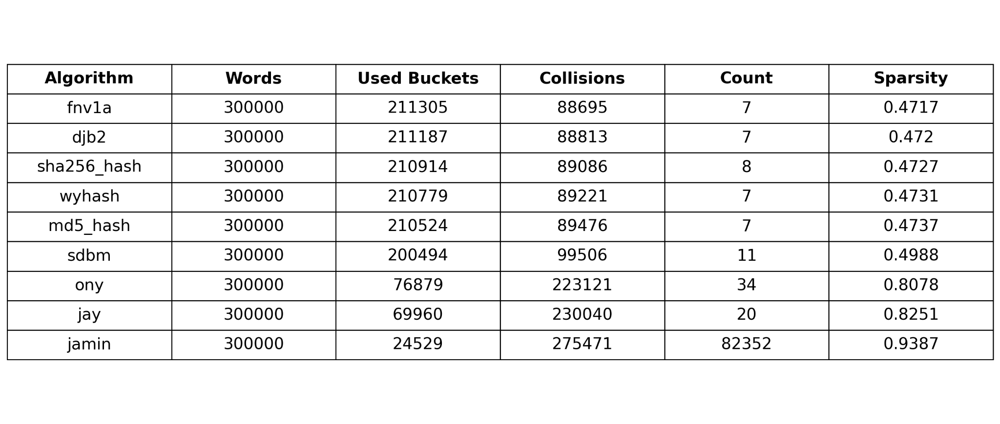 Algorithm Words Used Buckets Collisions Count Sparsity
fnv1a 300000 211305 88695 7 0.4717
djb2 300000 211187 88813 7 0.472
sha256_hash 300000 210914 89086 8 0.4727
wyhash 300000 210779 89221 7 0.4731
md5_hash 300000 210524 89476 7 0.4737
sdbm 300000 200494 99506 11 0.4988
ony 300000 76879 223121 34 0.8078
jay 300000 69960 230040 20 0.8251
jamin 300000 24529 275471 82352 0.9387